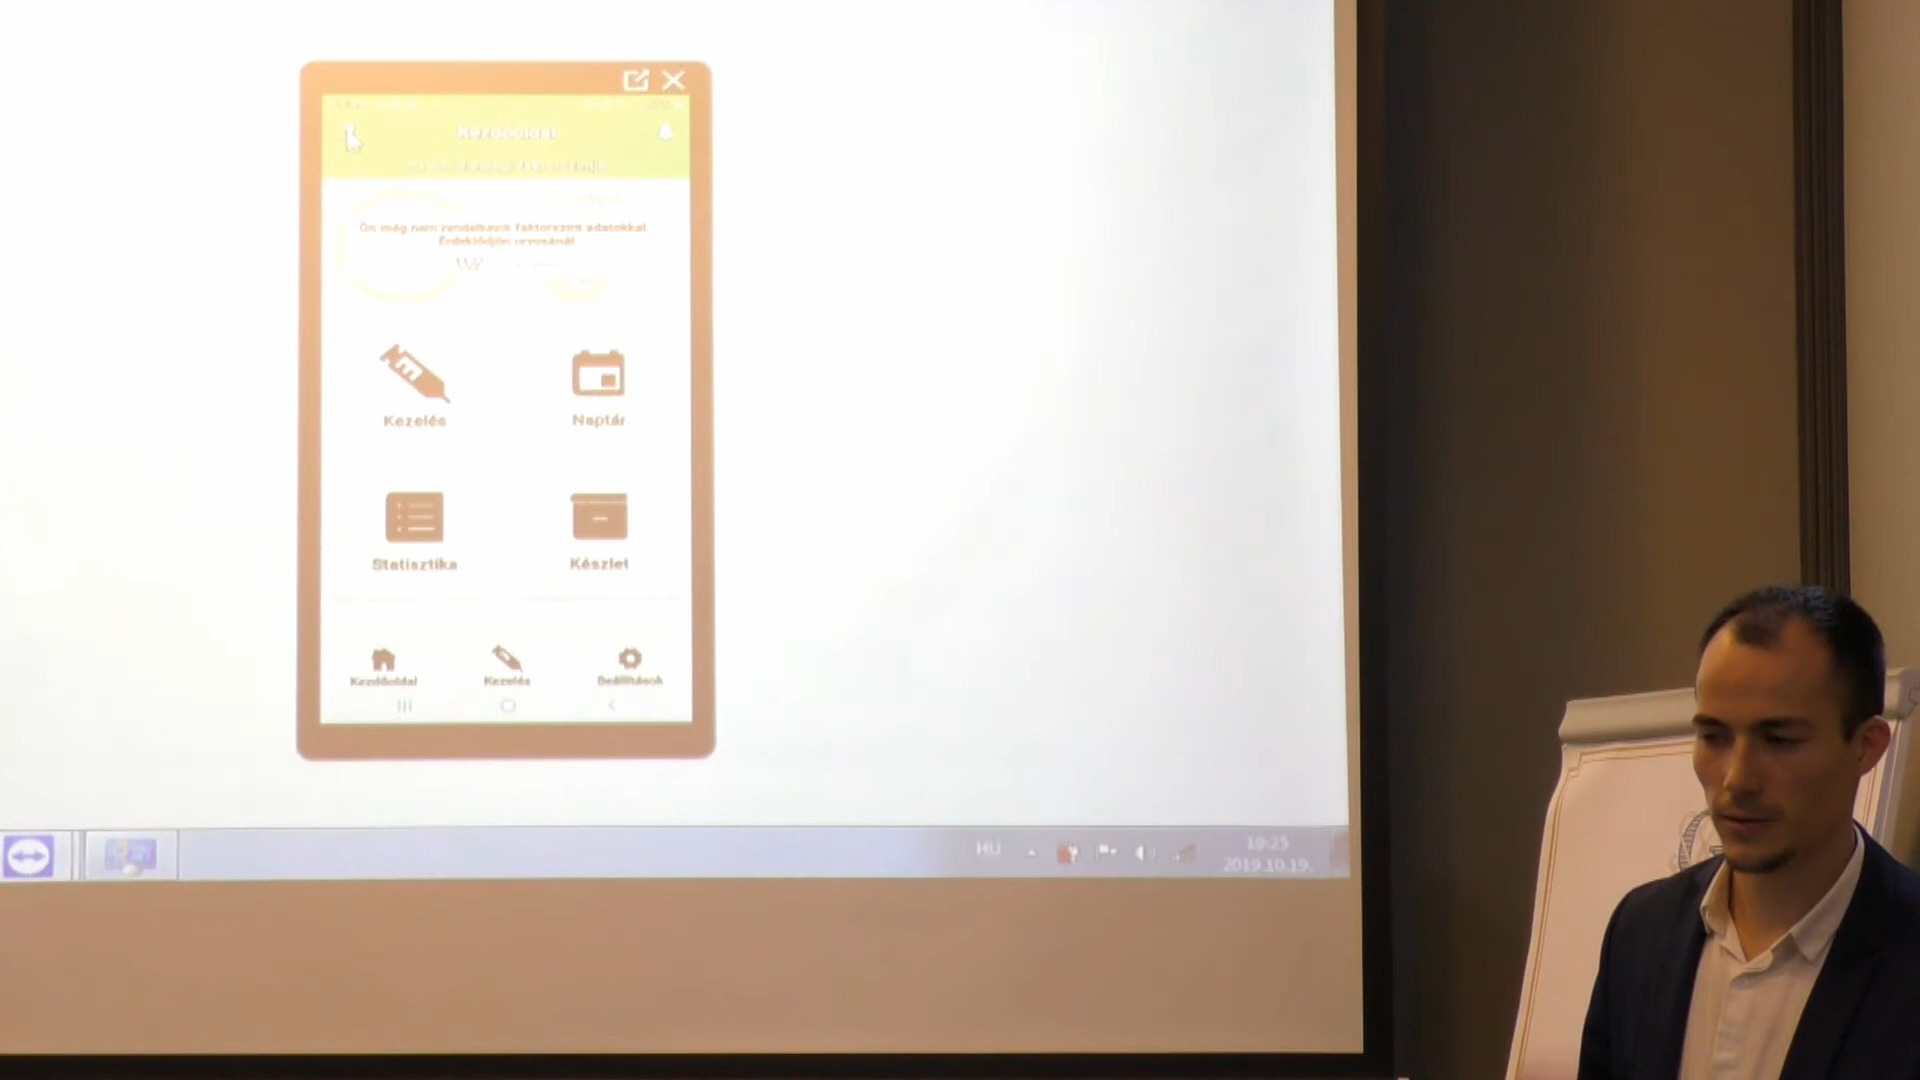 Kezdőoldal
Ön még nem rendelkezik faktorszint adatokkal.
Érdeklődjön orvosánál!
Kezelés
Naptár
Statisztika
Készlet
Kezdőoldal
Kezelés
Beállítások
HU
2019.10.19.